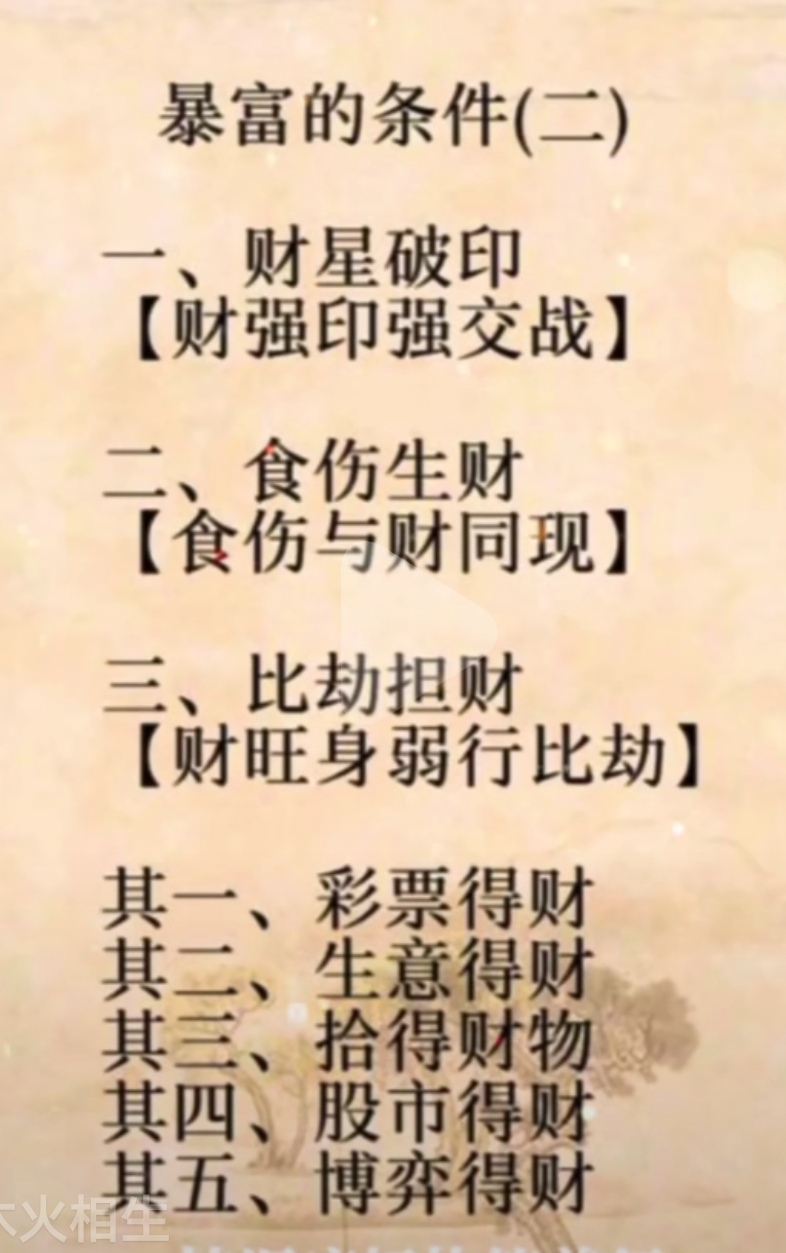 暴富的条件(二)
一、财星破印
【财强印强交战】
二、食伤生财
【食伤与财同现】
三、比劫担财
【财旺身弱行比劫】
其一、彩票得财
其二、生意得财
其三、拾得财物
其四、股市得财
其五、博弈得财
火相生